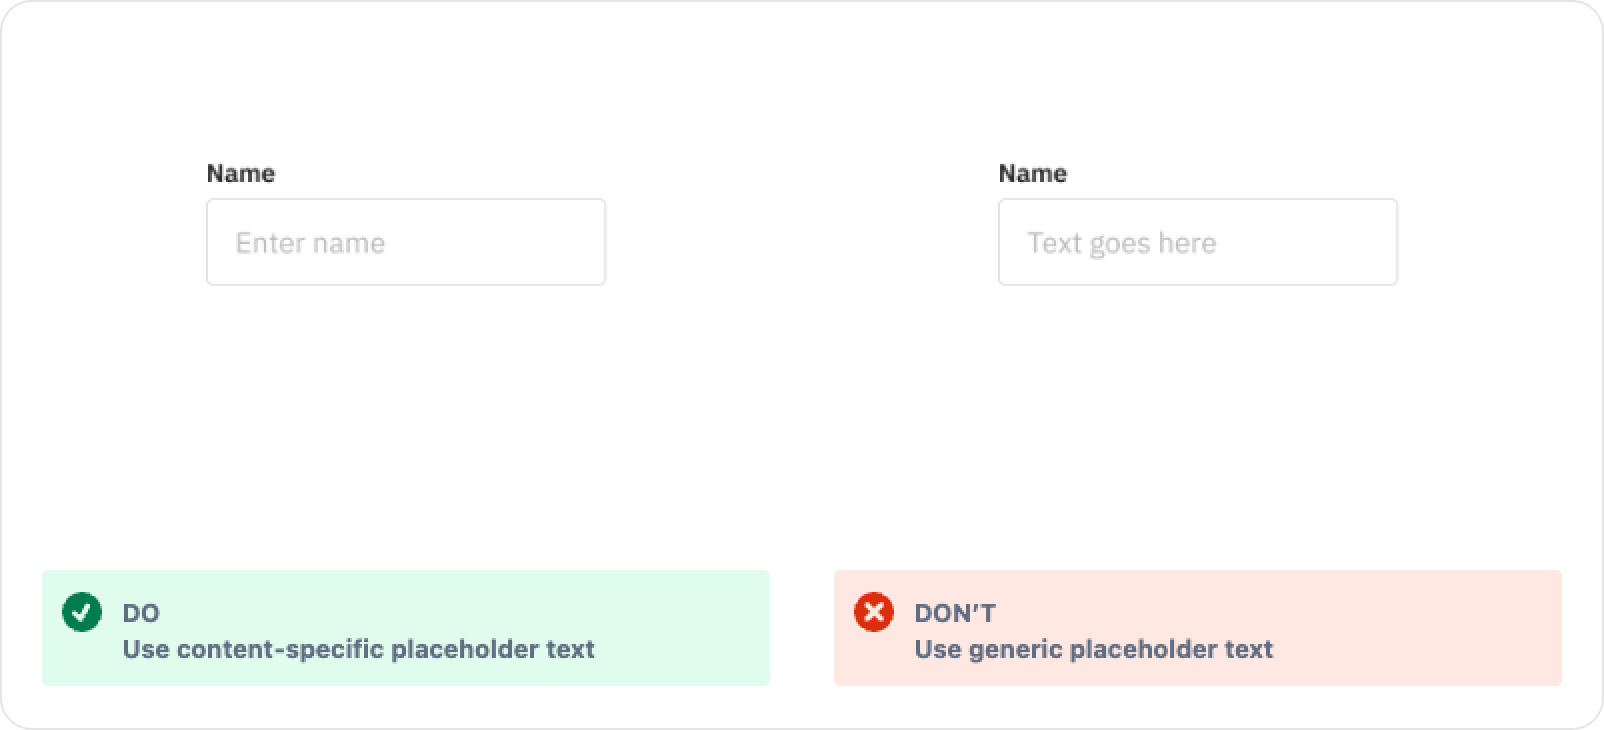 Name
Enter name
Name
Text goes here
DO
Use content-specific placeholder text
DON’T
Use generic placeholder text